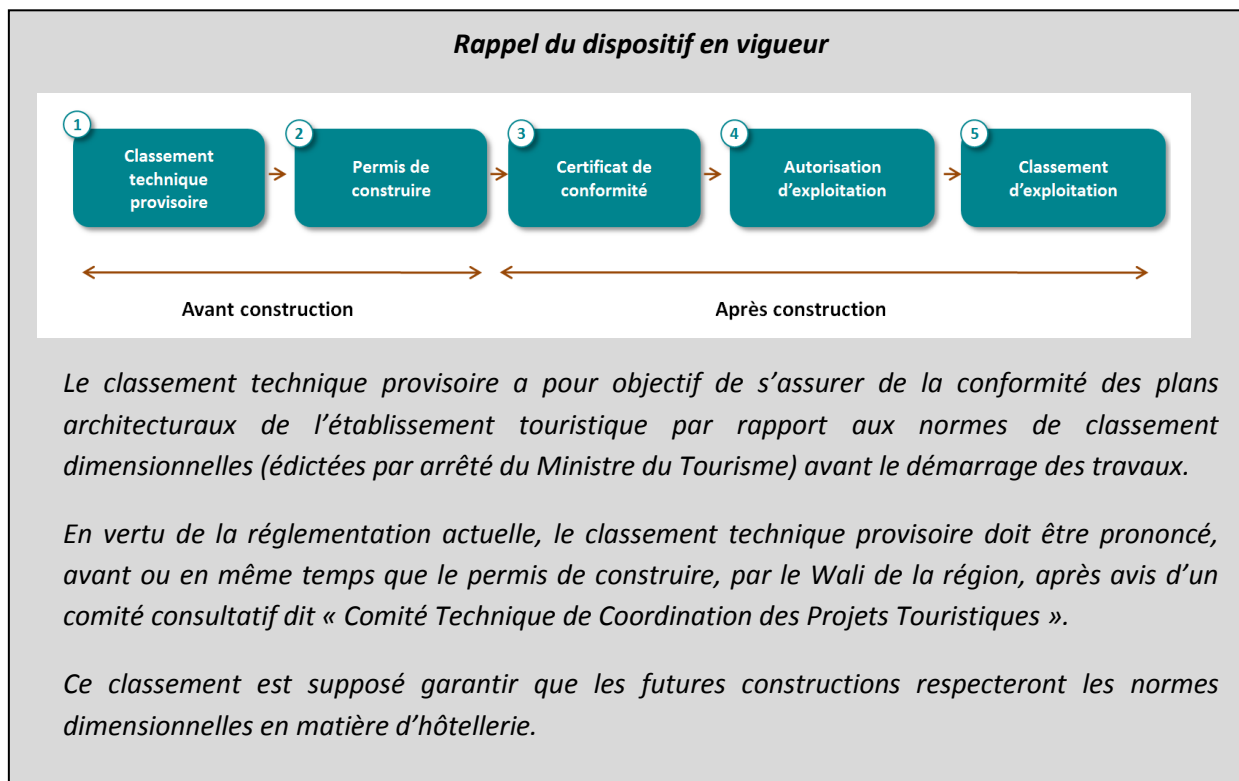 Rappel du dispositif en vigueur
1
Classement
technique
provisoire
2
Permis de
construire
3
Certificat de
conformité
4
Autorisation
d'exploitation
5
Classement
d'exploitation
Avant construction
Après construction
Le classement technique provisoire a pour objectif de s'assurer de la conformité des plans
architecturaux de l'établissement touristique par rapport aux normes de classement
dimensionnelles (édictées par arrêté du Ministre du Tourisme) avant le démarrage des travaux.
En vertu de la réglementation actuelle, le classement technique provisoire doit être prononcé,
avant ou en même temps que le permis de construire, par le Wali de la région, après avis d'un
comité consultatif dit « Comité Technique de Coordination des Projets Touristiques ».
Ce classement est supposé garantir que les futures constructions respecteront les normes
dimensionnelles en matière d'hôtellerie.